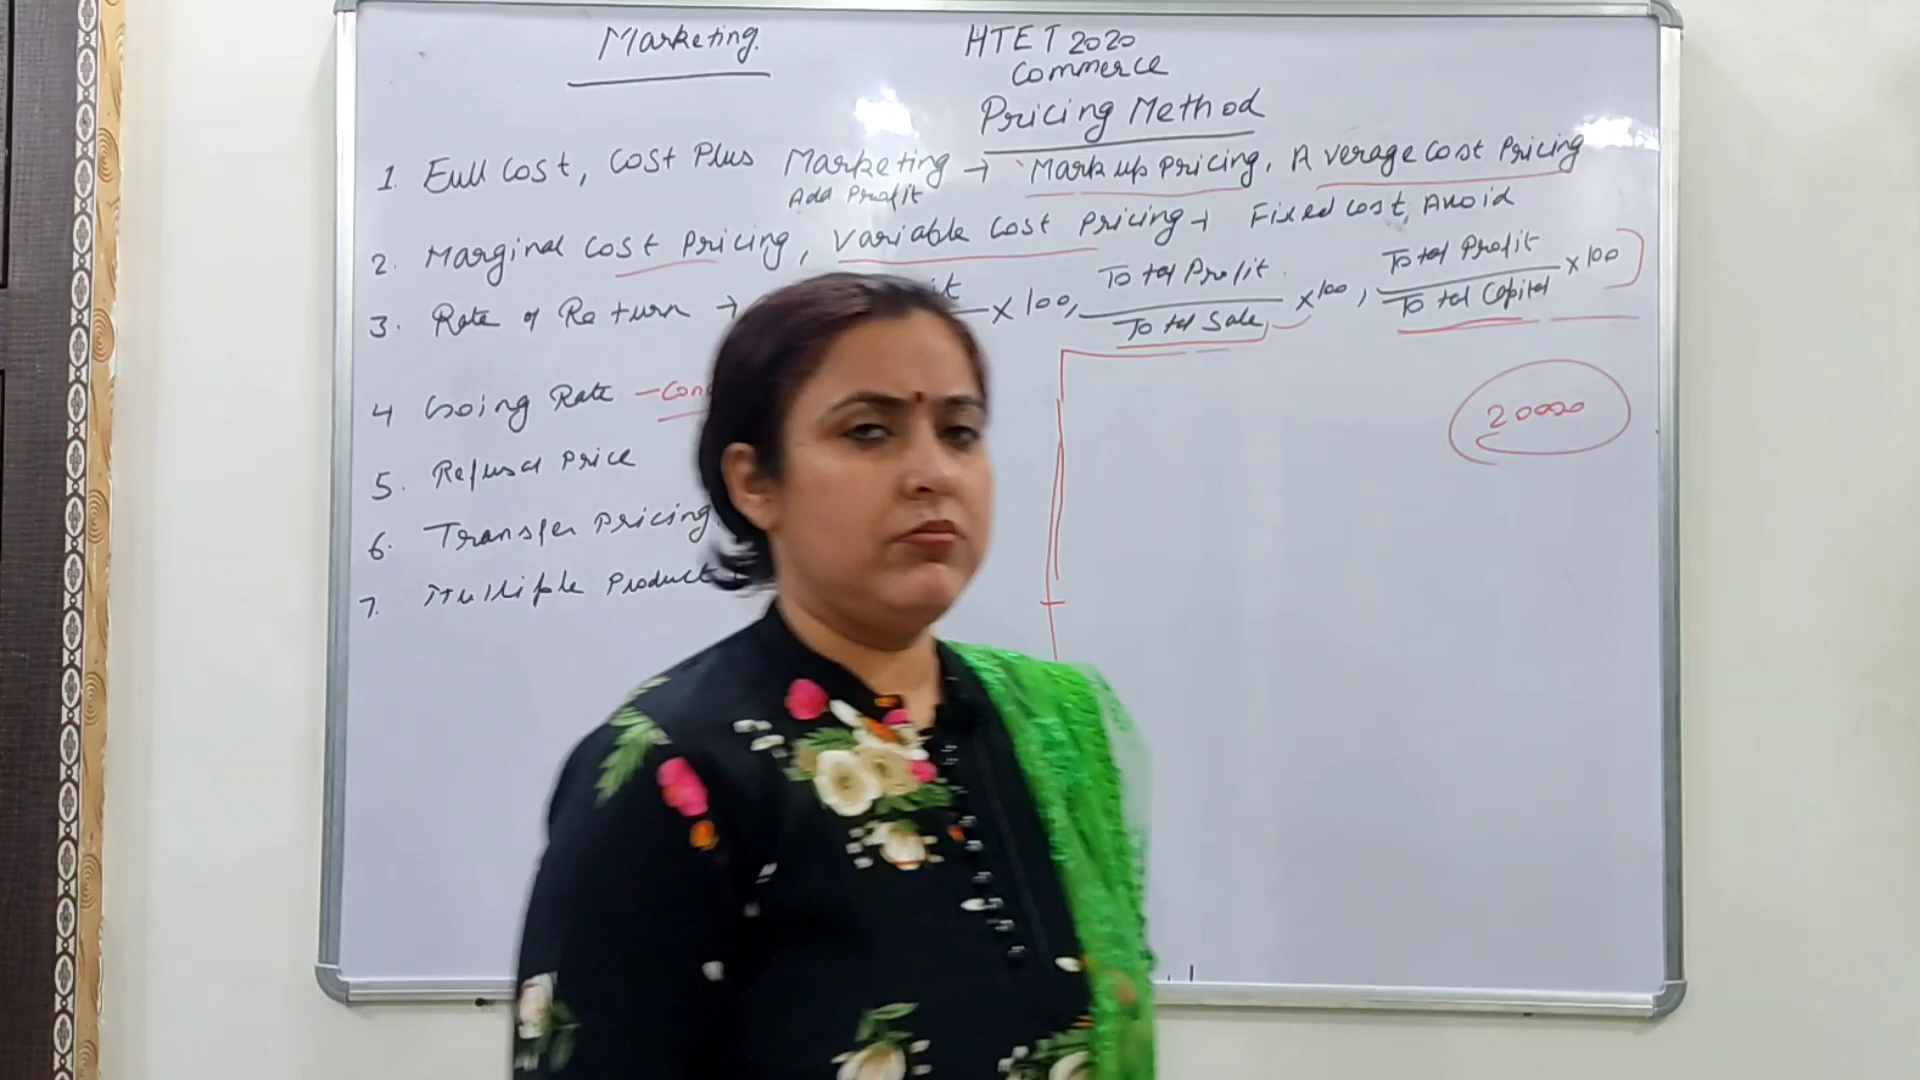 Marketing.
HTET 2020
Commerce
Pricing Method
1. Full Cost, Cost Plus Marketing → Mark up Pricing, Average Cost Pricing
Add Profit
2. Marginal Cost Pricing, Variable Cost Pricing → Fixed Cost, Avoid
3. Rate of Return → × 100, Total Profit / Total Sale × 100, Total Profit / Total Capital × 100
4 Going Rate –
20000
5. Refusal Price
6. Transfer Pricing
7. Multiple Product